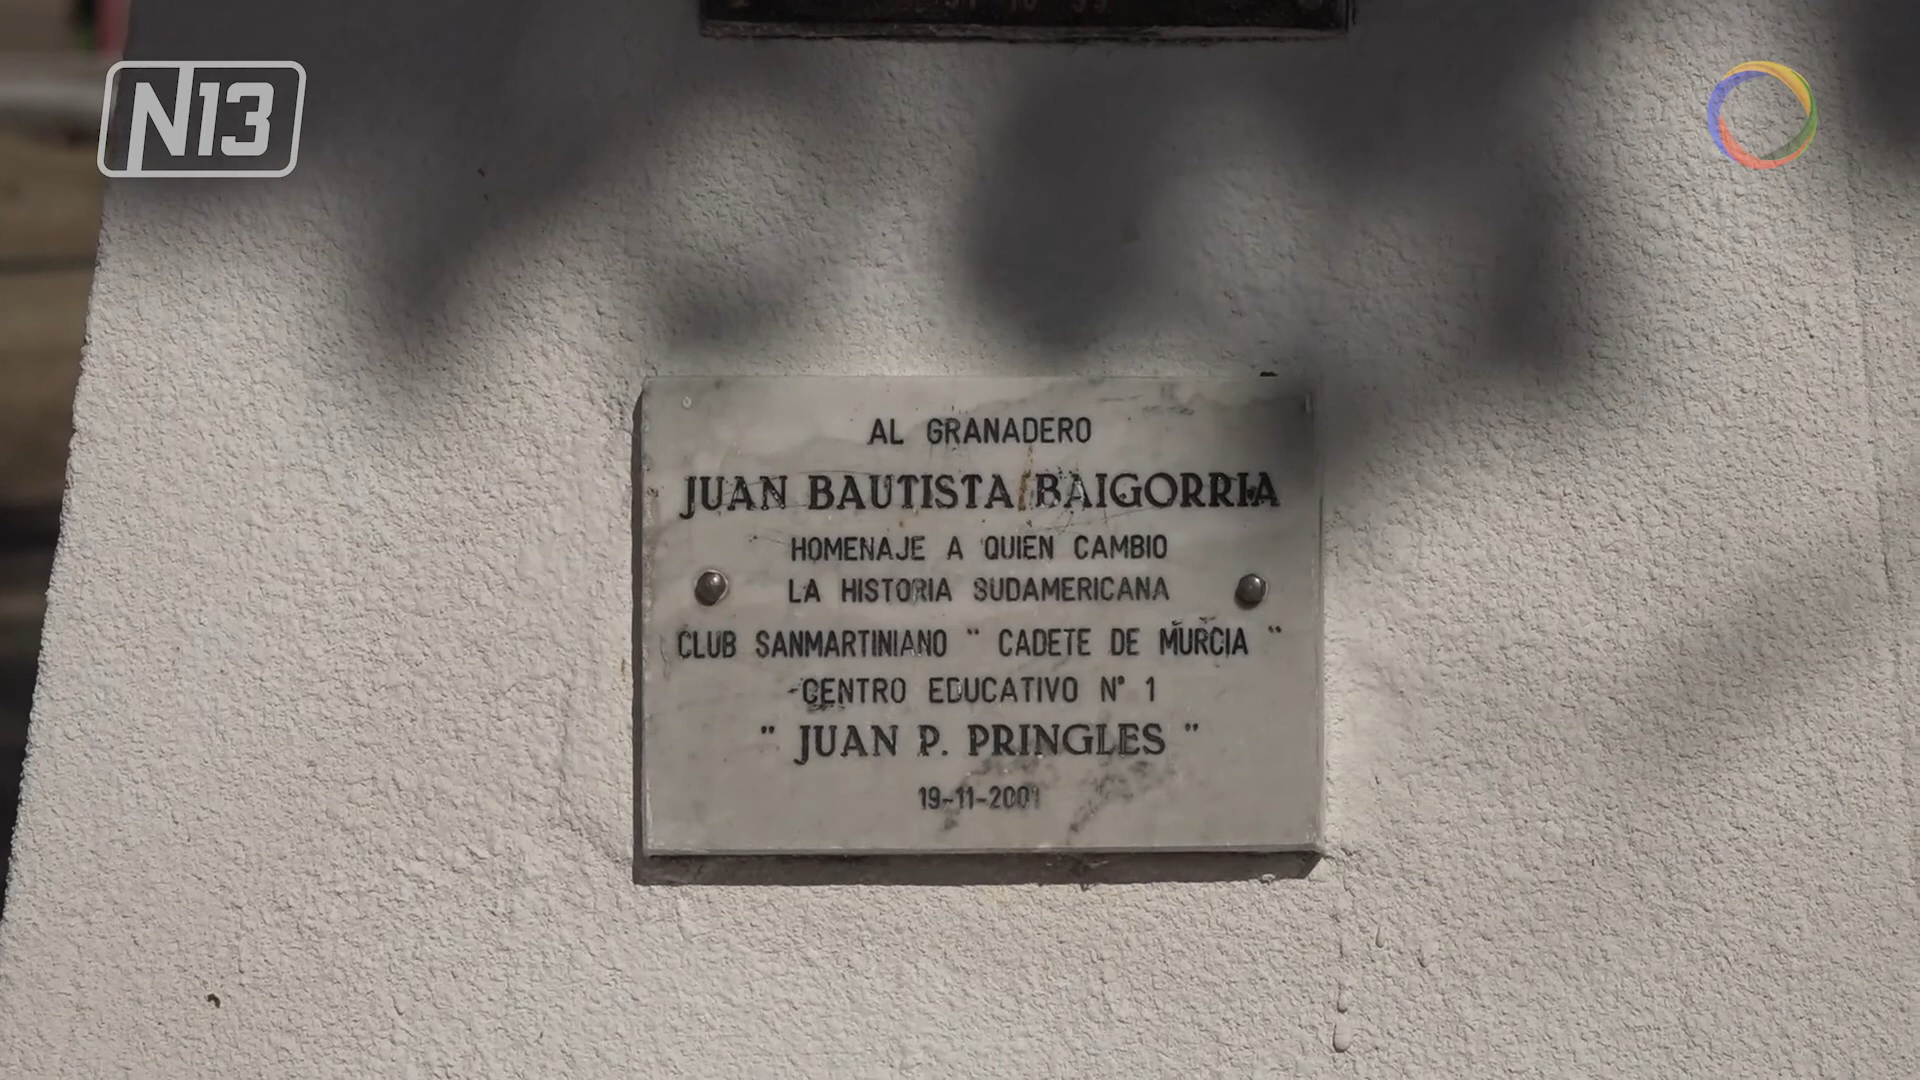 N13
AL GRANADERO
JUAN BAUTISTA BAIGORRIA
HOMENAJE A QUIEN CAMBIO
LA HISTORIA SUDAMERICANA
CLUB SANMARTINIANO " CADETE DE MURCIA "
CENTRO EDUCATIVO N° 1
" JUAN P. PRINGLES "
19-11-2001